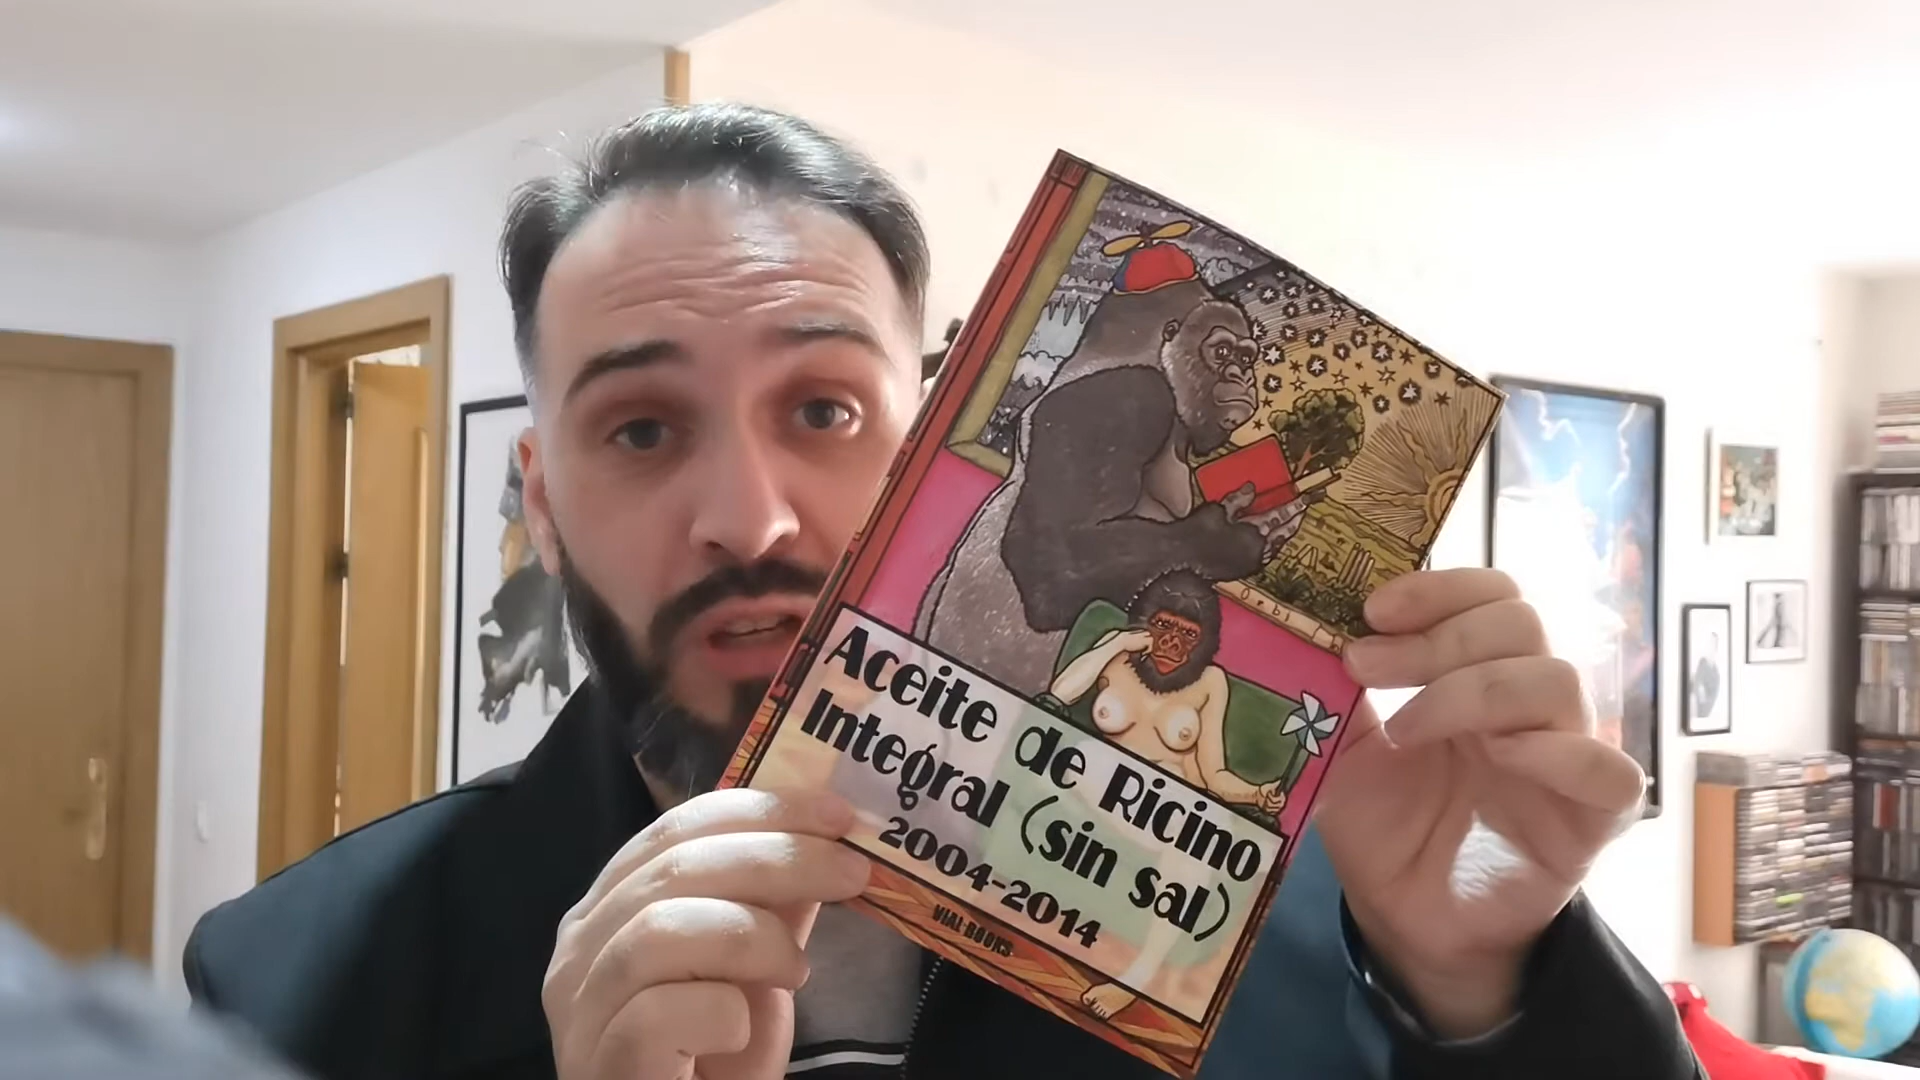 Aceite de Ricino
Integral (sin sal)
2004-2014
VIAL BOOKS